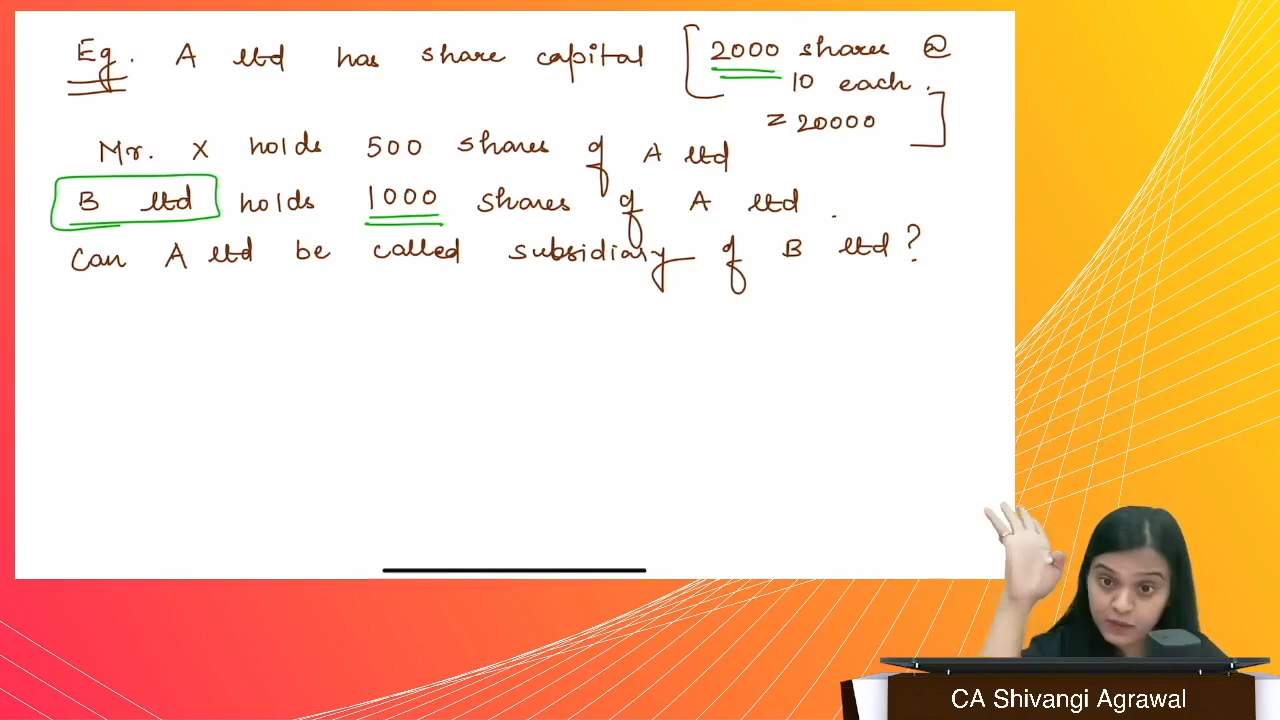 Eg. A ltd has share capital [2000 shares @
10 each.
= 20000]
Mr. X holds 500 shares of A ltd
B ltd holds 1000 shares of A ltd.
Can A ltd be called subsidiary of B ltd?
CA Shivangi Agrawal